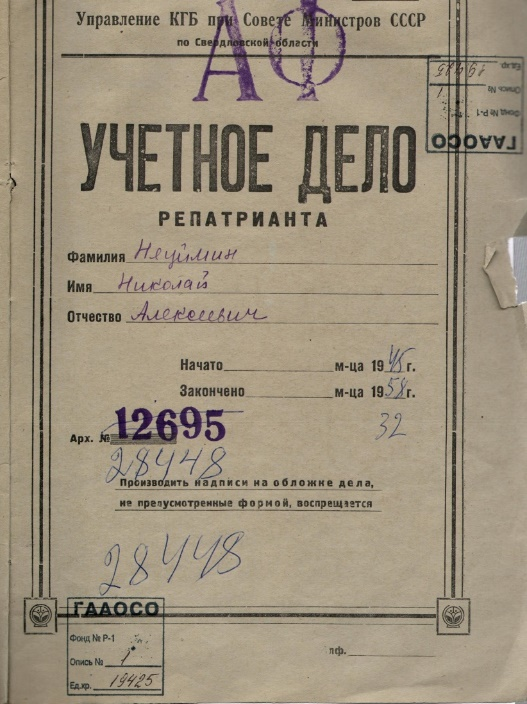 Управление КГБ при Совете Министров СССР
по Свердловской области
АФ
Ед.хр. 19425
Опись № 1
Фонд № Р-1
ГААОСО
УЧЕТНОЕ ДЕЛО
РЕПАТРИАНТА
Фамилия Неуймин
Имя Николай
Отчество Алексеевич
Начато м-ца 1945 г.
Закончено м-ца 1958 г.
Арх. № 12695
32
28448
Производить надписи на обложке дела,
не предусмотренные формой, воспрещается
28448
ГААОСО
Фонд № Р-1
Опись № 1
Ед.хр. 19425